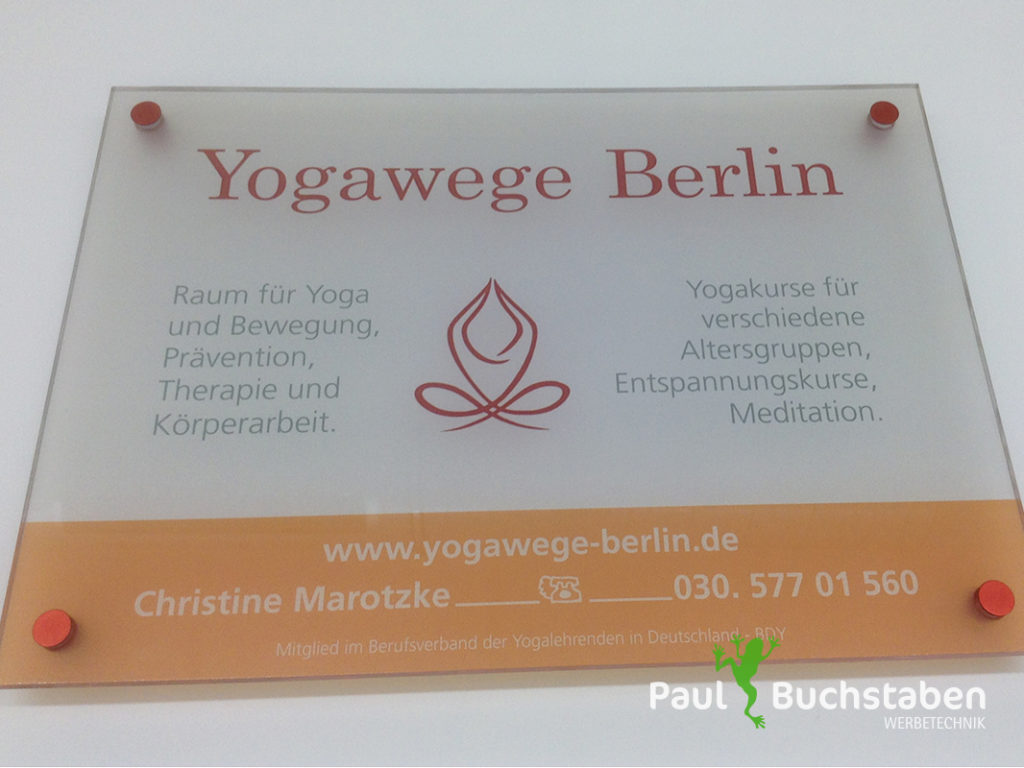 Yogawege Berlin
Raum für Yoga
und Bewegung,
Prävention,
Therapie und
Körperarbeit.
Yogakurse für
verschiedene
Altersgruppen,
Entspannungskurse,
Meditation.
www.yogawege-berlin.de
Christine Marotzke ______ ☏ ______ 030. 577 01 560
Mitglied im Berufsverband der Yogalehrenden in Deutschland - BDY
Paul Buchstaben
WERBETECHNIK